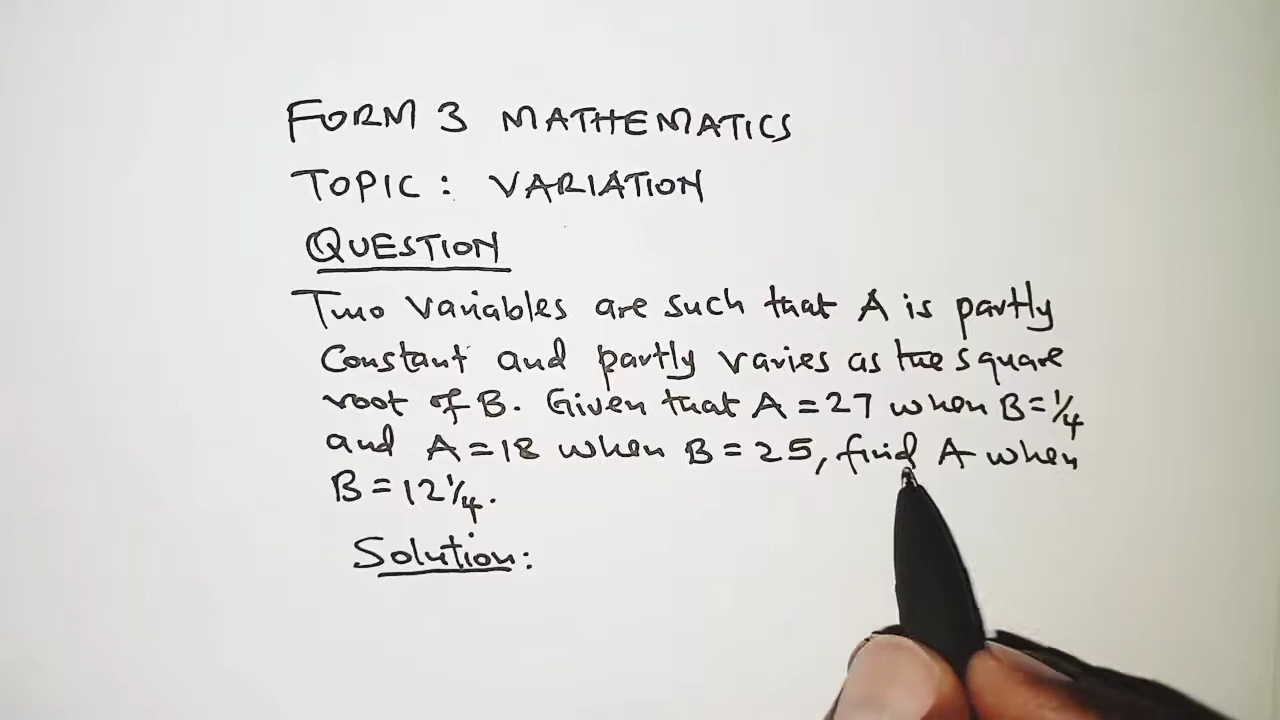 FORM 3 MATHEMATICS
TOPIC: VARIATION
QUESTION
Two variables are such that A is partly
Constant and partly varies as the square
root of B. Given that A = 27 when B = 1/4
and A = 18 when B = 25, find A when
B = 12 1/4.
Solution: